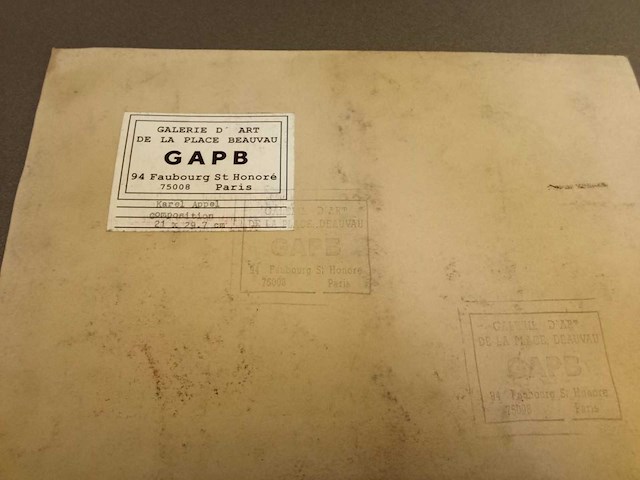 GALERIE D' ART
DE LA PLACE BEAUVAU
GAPB
94 Faubourg St Honoré
75008 Paris
Karel Appel
composition
21 x 29.7 cm
D'ART
DE LA PLACE BEAUVAU
GAPB
94 Faubourg St Honoré
75008 Paris
GALERIE D'ART
DE LA PLACE BEAUVAU
GAPB
94 Faubourg St Honoré
75008 Paris